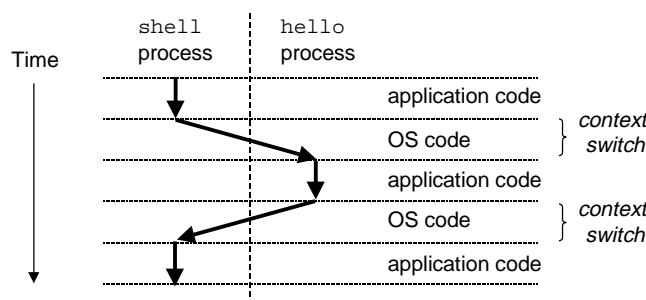 shell hello
process process
Time
application code
OS code
context
switch
application code
OS code
context
switch
application code